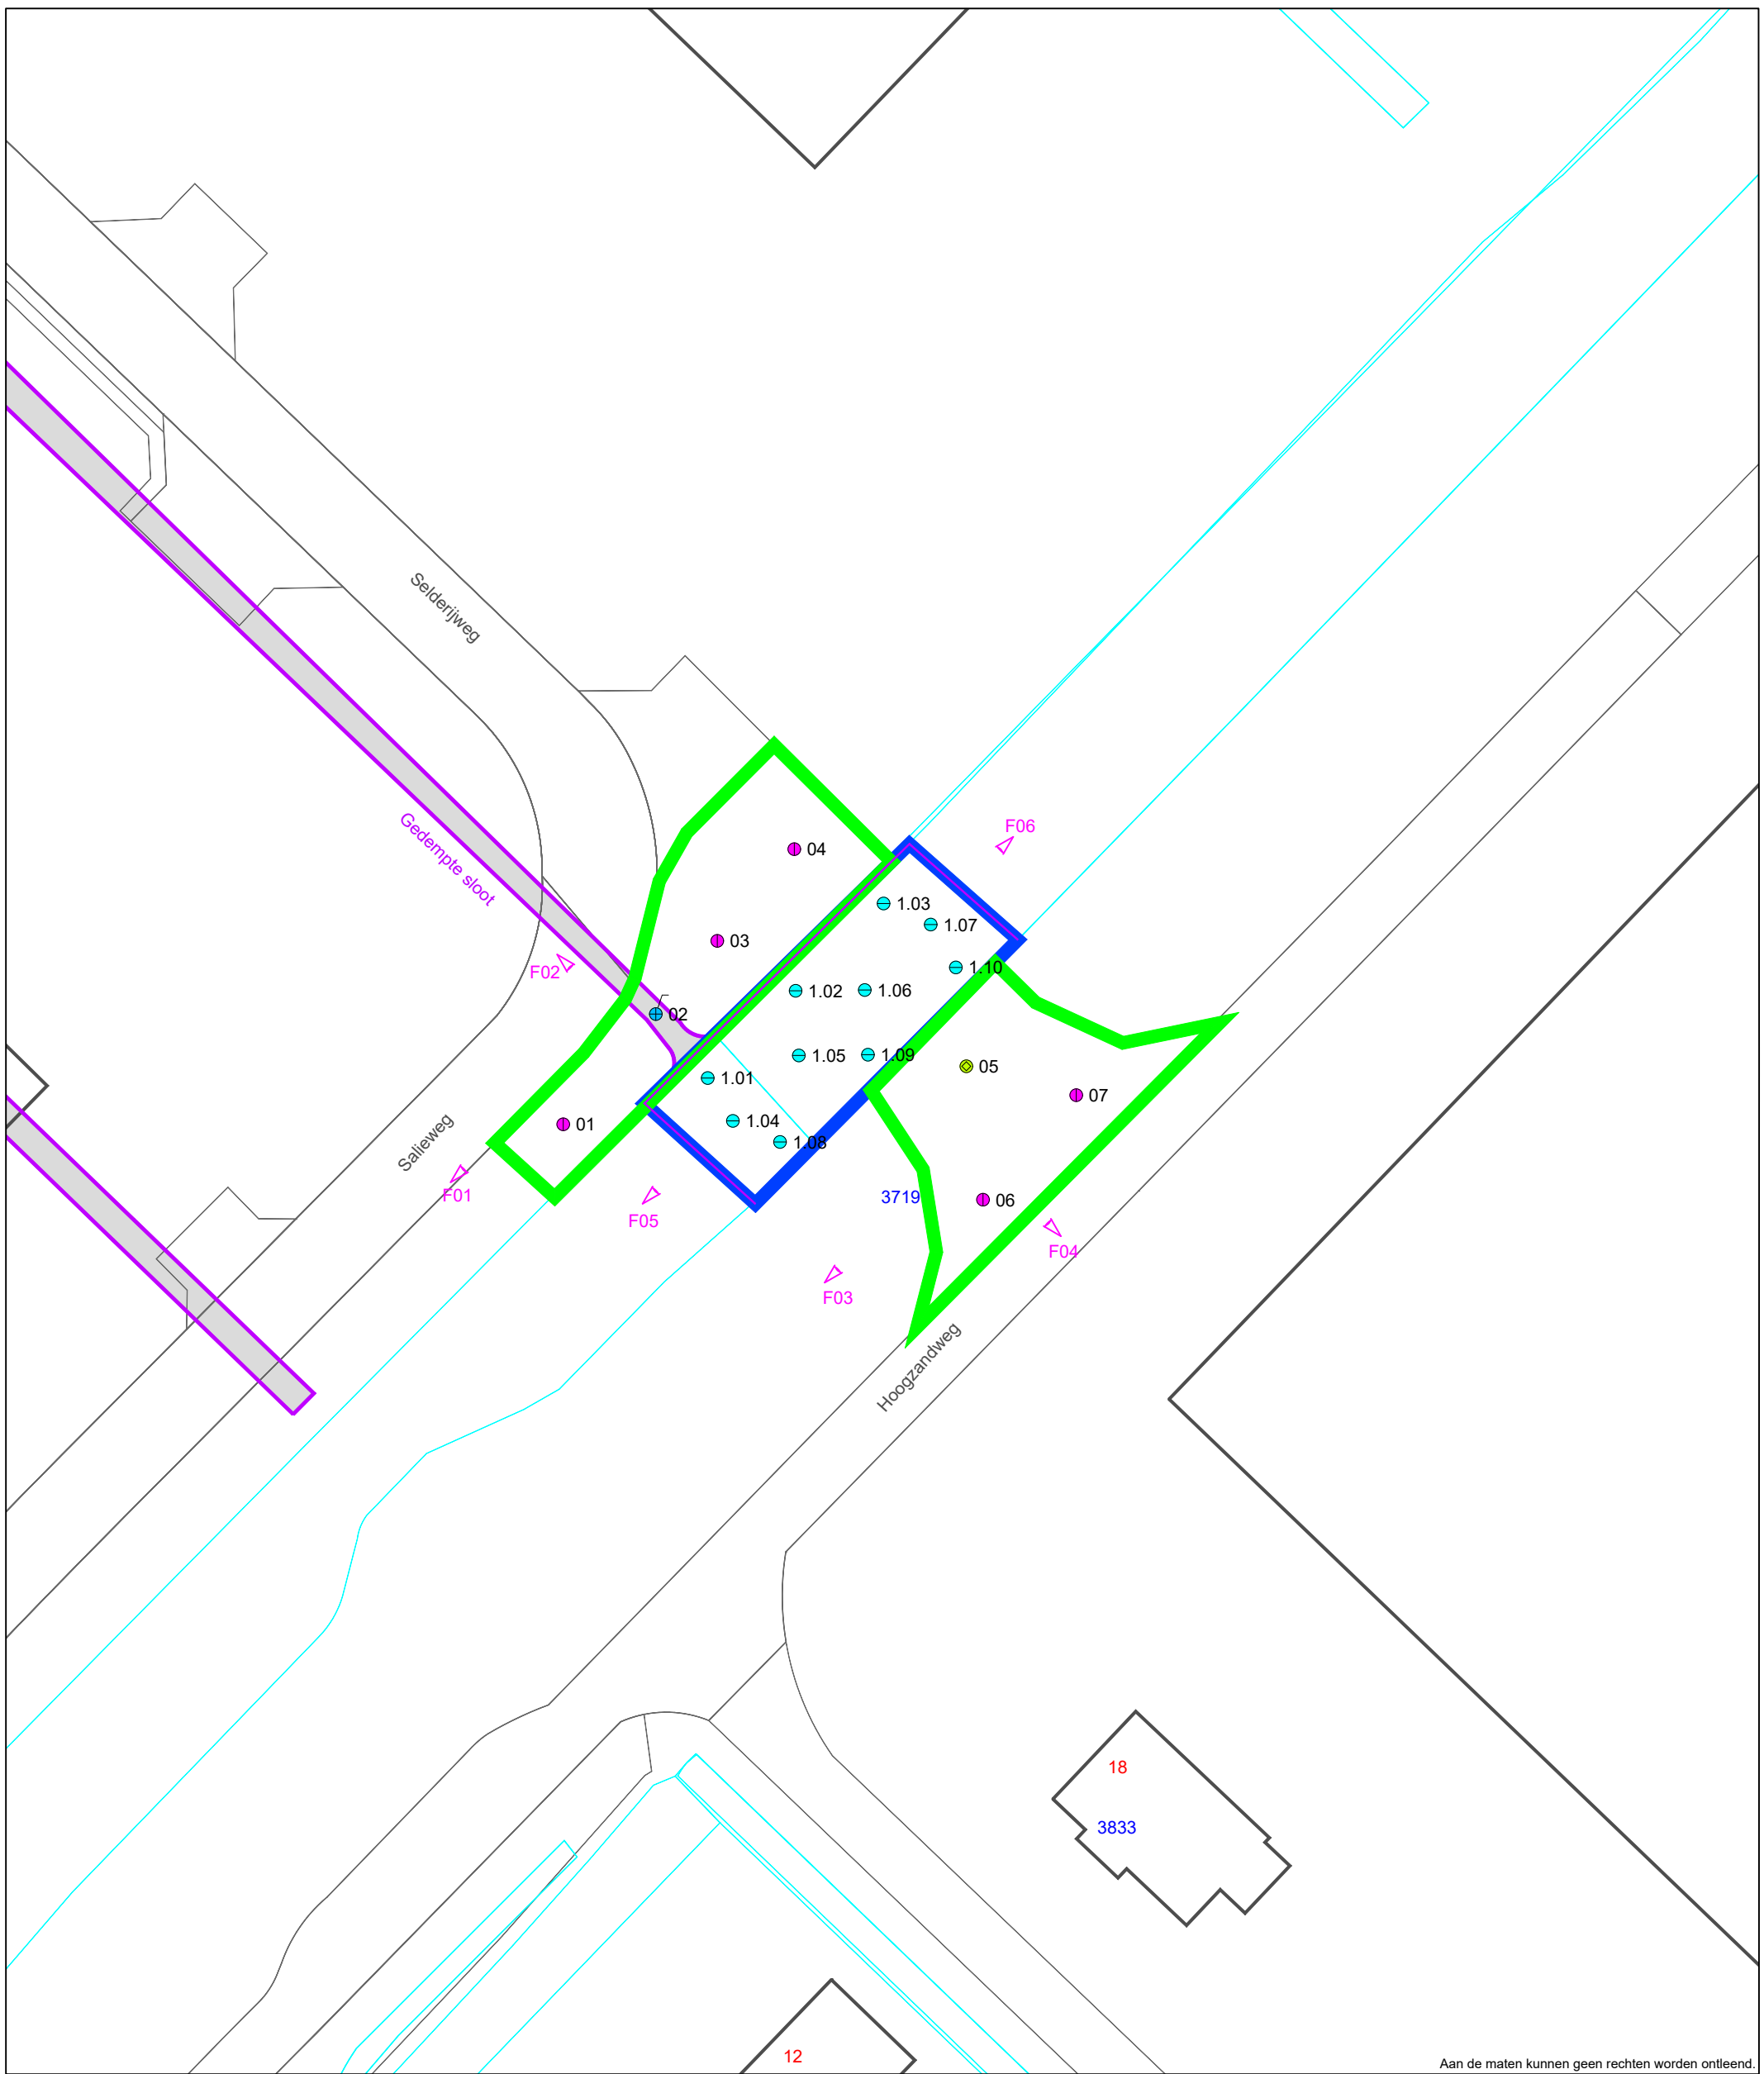 Selderijweg
Gedempte sloot
F06
04
1.03
1.07
03
F02
1.10
1.02
1.06
02
1.05
1.09
05
1.01
07
1.04
01
1.08
Salieweg
F01
3719
06
F05
F04
F03
Hoogzandweg
18
3833
12
Aan de maten kunnen geen rechten worden ontleend.